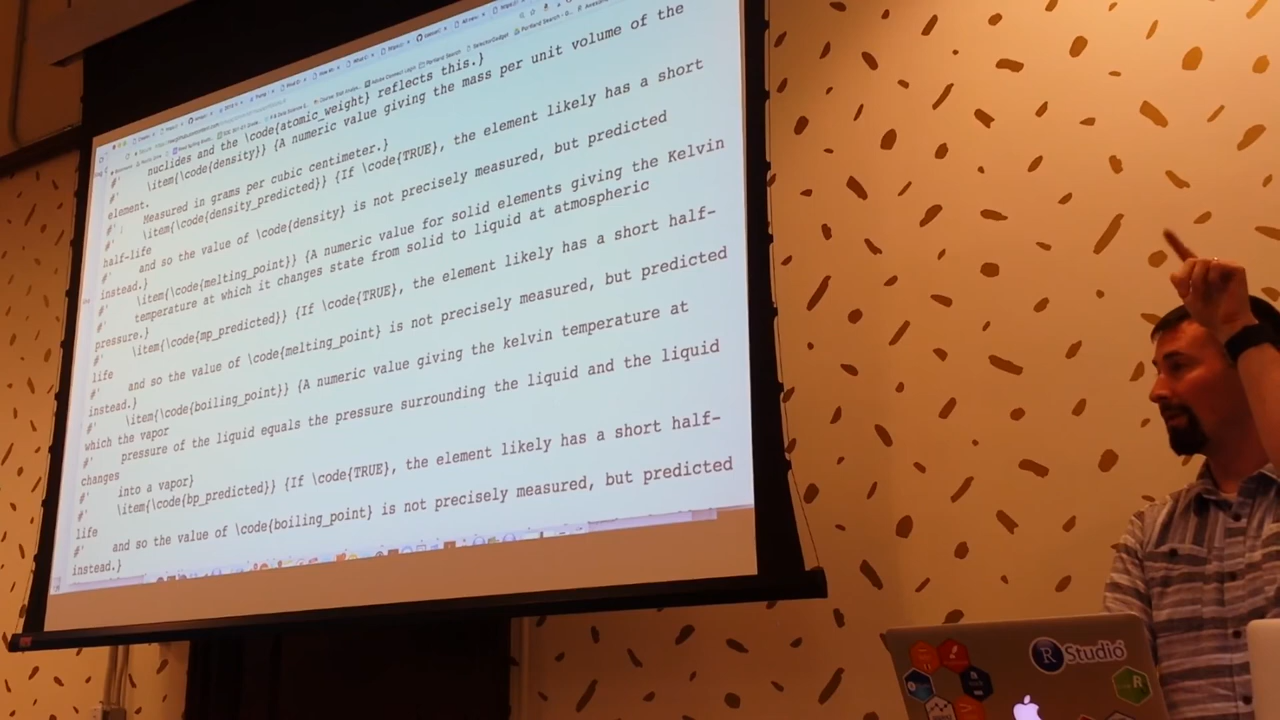 nuclides and the \code{atomic_weight} reflects this.}
#' \item{\code{density}} {A numeric value giving the mass per unit volume of the
element.
#' Measured in grams per cubic centimeter.}
#' \item{\code{density_predicted}} {If \code{TRUE}, the element likely has a short
half-life
#' and so the value of \code{density} is not precisely measured, but predicted
instead.}
#' \item{\code{melting_point}} {A numeric value for solid elements giving the Kelvin
#' temperature at which it changes state from solid to liquid at atmospheric
pressure.}
#' \item{\code{mp_predicted}} {If \code{TRUE}, the element likely has a short half-
life
#' and so the value of \code{melting_point} is not precisely measured, but predicted
instead.}
#' \item{\code{boiling_point}} {A numeric value giving the kelvin temperature at
which the vapor
#' pressure of the liquid equals the pressure surrounding the liquid and the liquid
changes
#' into a vapor}
#' \item{\code{bp_predicted}} {If \code{TRUE}, the element likely has a short half-
life
#' and so the value of \code{boiling_point} is not precisely measured, but predicted
instead.}
R Studio
R